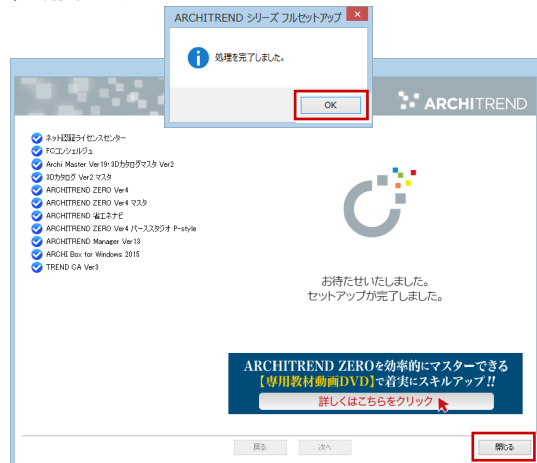 ARCHITREND シリーズ フルセットアップ
処理を完了しました。
OK
ARCHITREND
ネット認証ライセンスセンター
FCコンシェルジュ
Archi Master Ver19・3Dカタログマスタ Ver2
3Dカタログ Ver2 マスタ
ARCHITREND ZERO Ver4
ARCHITREND ZERO Ver4 マスタ
ARCHITREND 省エネナビ
ARCHITREND ZERO Ver4 パーススタジオ P-style
ARCHITREND Manager Ver13
ARCHI Box for Windows 2015
TREND CA Ver3
お待たせいたしました。
セットアップが完了しました。
ARCHITREND ZEROを効率的にマスターできる
【専用教材動画DVD】で着実にスキルアップ!!
詳しくはこちらをクリック
戻る
次へ
閉じる